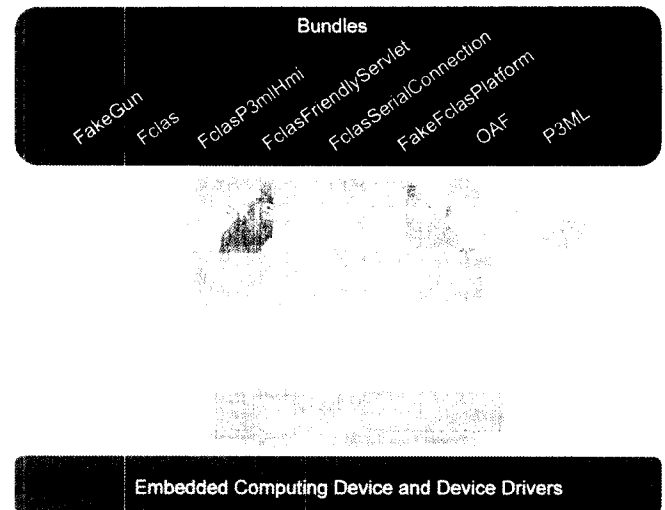 Bundles
FakeGun
Fclas
FclasP3mlHmi
FclasFriendlyServlet
FclasSerialConnection
FakeFclasPlatform
OAF
P3ML
Embedded Computing Device and Device Drivers